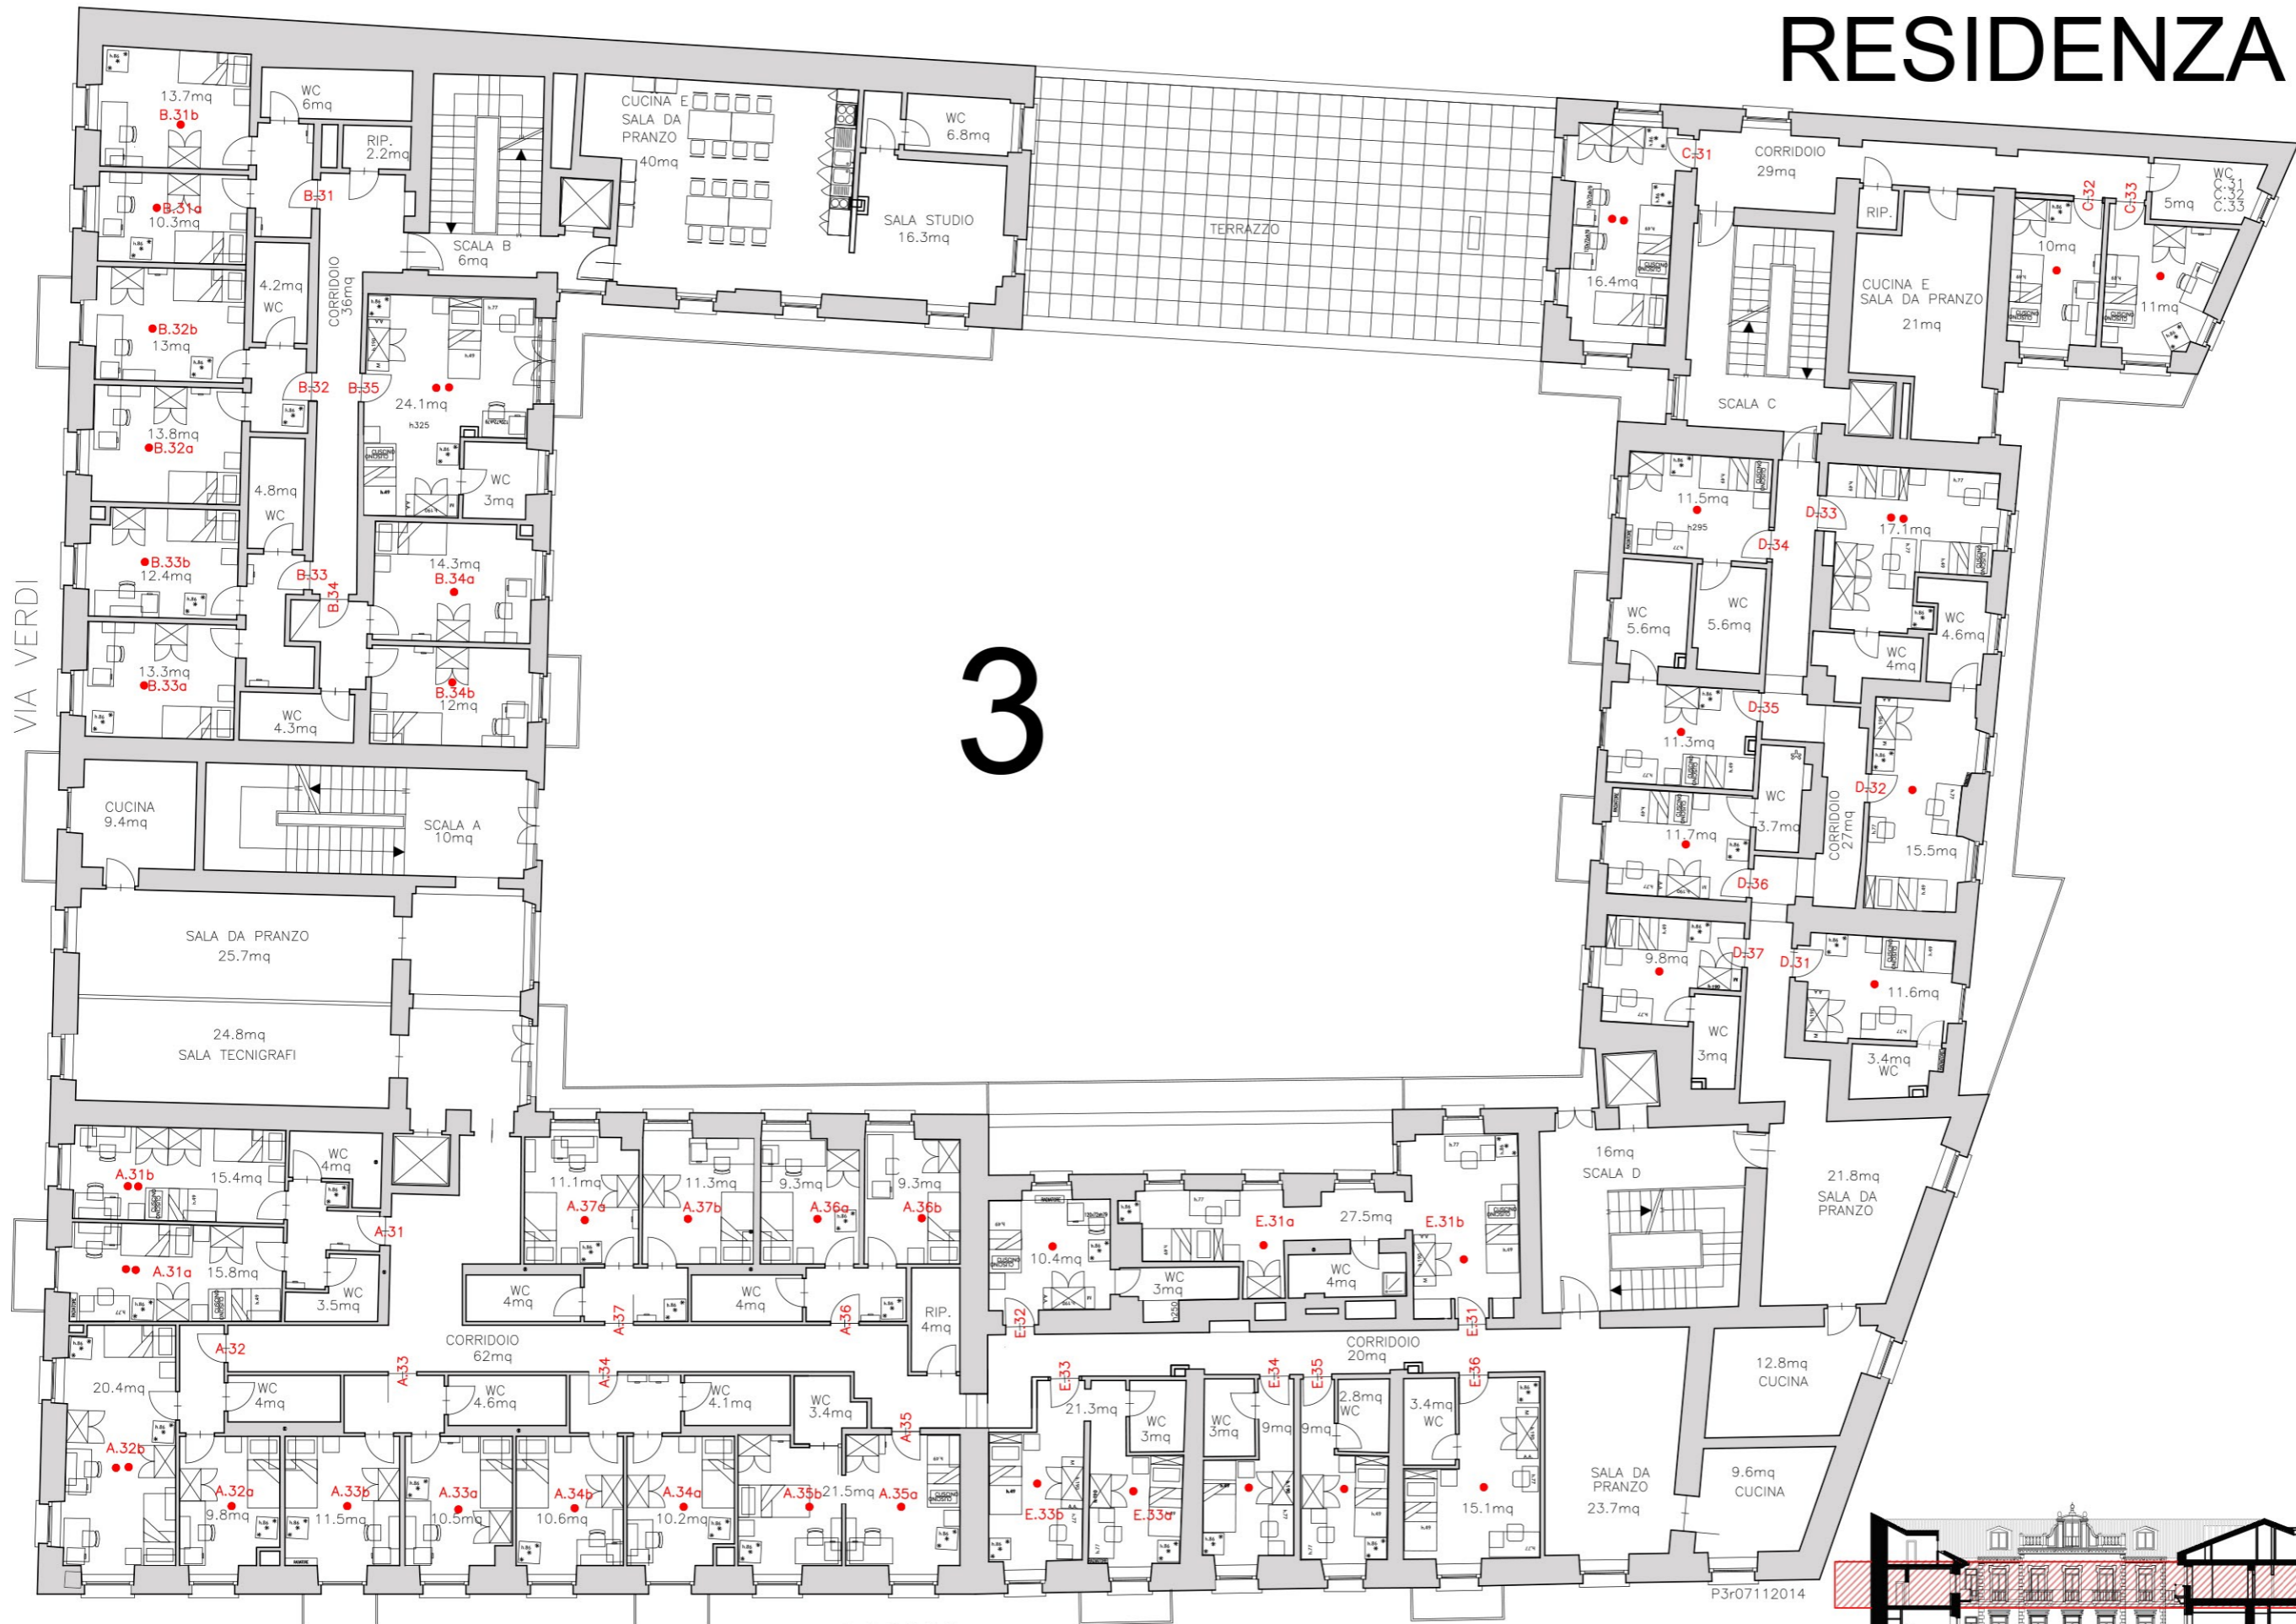 RESIDENZA
13.7mq
B.31b
WC
6mq
RIP.
2.2mq
B.31
B.31a
10.3mq
SCALA B
6mq
CUCINA E
SALA DA
PRANZO
40mq
WC
6.8mq
SALA STUDIO
16.3mq
TERRAZZO
C.31
16.4mq
CORRIDOIO
29mq
RIP.
C.32
C.33
WC
C.31
C.32
C.33
5mq
10mq
11mq
CUCINA E
SALA DA PRANZO
21mq
SCALA C
4.2mq
WC
CORRIDOIO
36mq
B.32b
13mq
B.32
B.35
24.1mq
h325
WC
3mq
13.8mq
B.32a
4.8mq
WC
B.33b
12.4mq
B.33
B.34
14.3mq
B.34a
13.3mq
B.33a
WC
4.3mq
B.34b
12mq
VIA VERDI
3
11.5mq
h295
D.34
D.33
17.1mq
WC
5.6mq
WC
5.6mq
WC
4.6mq
WC
4mq
D.35
11.3mq
WC
3.7mq
D.32
CORRIDOIO
27mq
15.5mq
11.7mq
D.36
9.8mq
D.37
D.31
11.6mq
WC
3mq
3.4mq
WC
CUCINA
9.4mq
SCALA A
10mq
SALA DA PRANZO
25.7mq
24.8mq
SALA TECNIGRAFI
A.31b
15.4mq
WC
4mq
A.31
A.31a
15.8mq
WC
3.5mq
11.1mq
A.37a
11.3mq
A.37b
9.3mq
A.36a
9.3mq
A.36b
WC
4mq
A.37
WC
4mq
A.36
RIP.
4mq
10.4mq
E.31a
27.5mq
E.31b
WC
3mq
h250
WC
4mq
E.32
E.31
16mq
SCALA D
21.8mq
SALA DA
PRANZO
A.32
CORRIDOIO
62mq
A.33
A.34
CORRIDOIO
20mq
20.4mq
A.32b
WC
4mq
WC
4.6mq
WC
4.1mq
WC
3.4mq
A.35
E.33
E.34
E.35
E.36
21.3mq
WC
3mq
WC
3mq
9mq
9mq
2.8mq
WC
3.4mq
WC
12.8mq
CUCINA
A.32a
9.8mq
A.33b
11.5mq
A.33a
10.5mq
A.34b
10.6mq
A.34a
10.2mq
A.35b
21.5mq
A.35a
E.33b
E.33a
15.1mq
SALA DA
PRANZO
23.7mq
9.6mq
CUCINA
P3r07112014